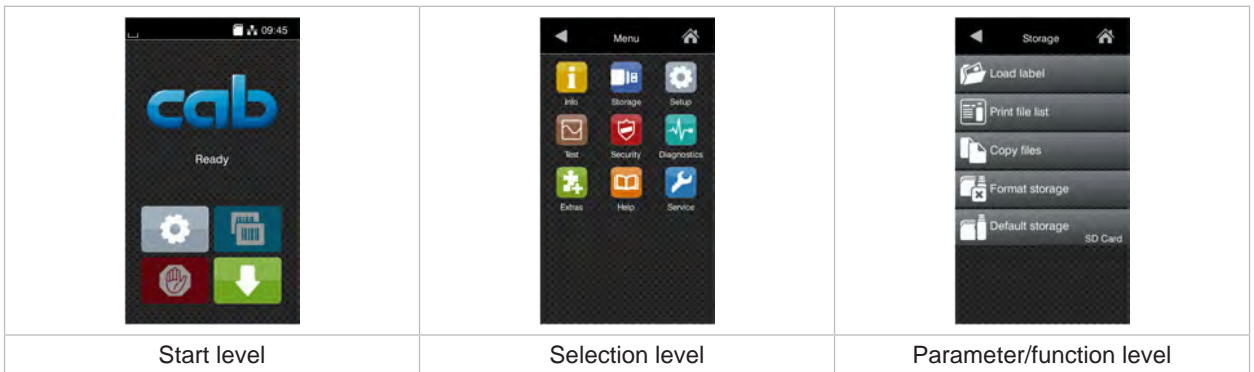 09:45
cab
Ready
Start level
Menu
Info Storage Setup
Test Security Diagnostics
Extras Help Service
Selection level
Storage
Load label
Print file list
Copy files
Format storage
Default storage
SD Card
Parameter/function level